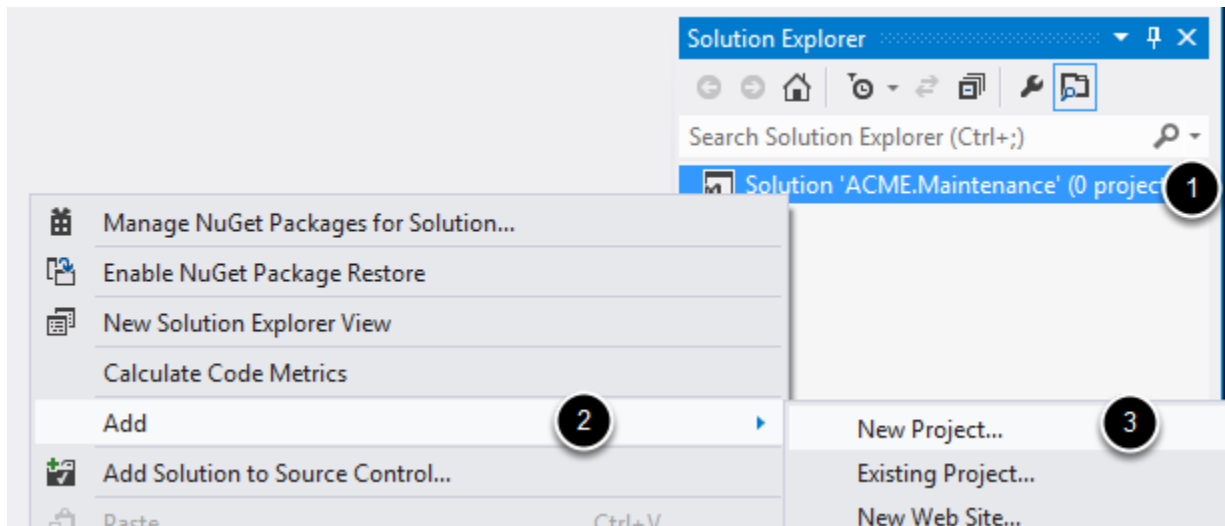 Solution Explorer
Search Solution Explorer (Ctrl+;)
Solution 'ACME.Maintenance' (0 project
1
Manage NuGet Packages for Solution...
Enable NuGet Package Restore
New Solution Explorer View
Calculate Code Metrics
Add
2
New Project...
3
Add Solution to Source Control...
Existing Project...
Paste Ctrl+V
New Web Site...